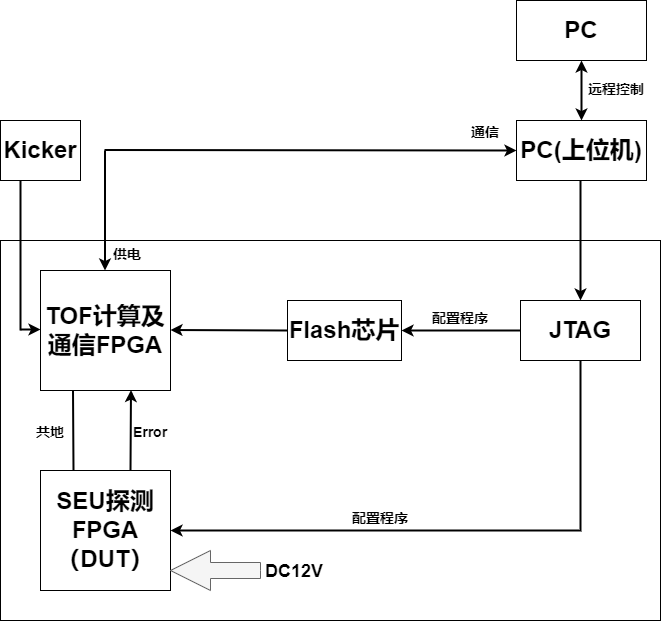 PC
远程控制
Kicker
通信
PC(上位机)
供电
TOF计算及
通信FPGA
Flash芯片
配置程序
JTAG
共地
Error
SEU探测
FPGA
（DUT）
配置程序
DC12V